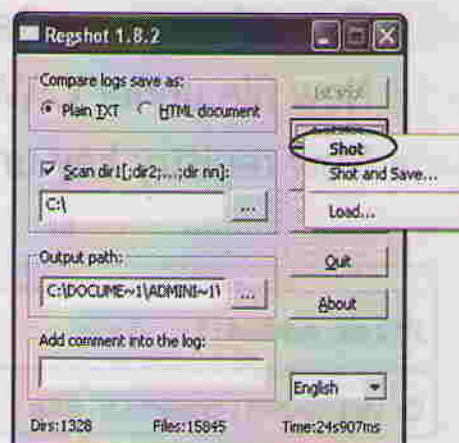 Regshot 1.8.2
Compare logs save as:
Plain TXT
HTML document
1st shot
Shot
Scan dir1[;dir2;...;dir nn]:
Shot and Save...
C:\
...
Load...
Output path:
Quit
C:\DOCUME~1\ADMINI~1\
...
About
Add comment into the log:
English
Dirs:1328
Files:15845
Time:24s907ms